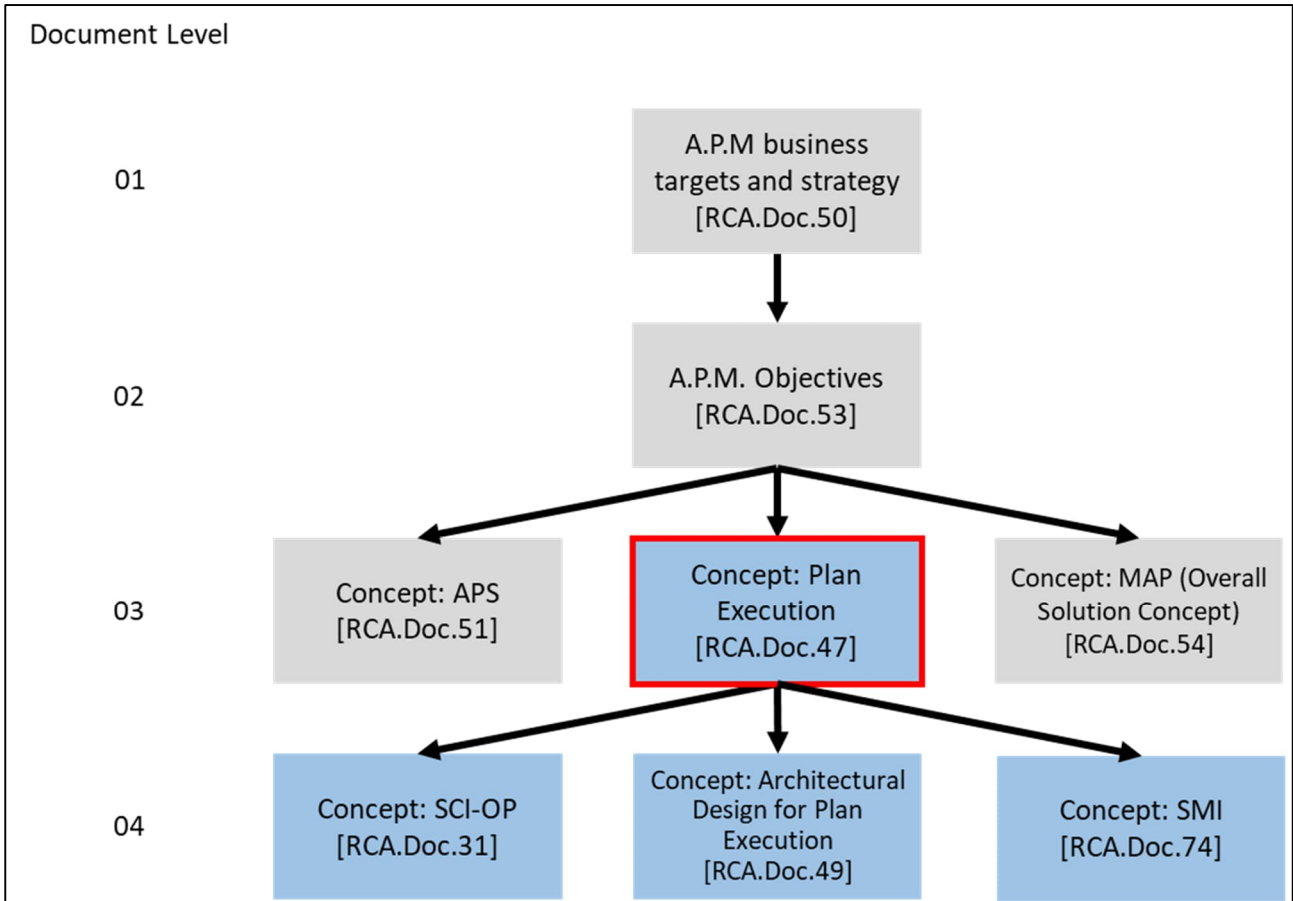 Document Level
01
A.P.M business
targets and strategy
[RCA.Doc.50]
02
A.P.M. Objectives
[RCA.Doc.53]
03
Concept: APS
[RCA.Doc.51]
Concept: Plan
Execution
[RCA.Doc.47]
Concept: MAP (Overall
Solution Concept)
[RCA.Doc.54]
04
Concept: SCI-OP
[RCA.Doc.31]
Concept: Architectural
Design for Plan
Execution
[RCA.Doc.49]
Concept: SMI
[RCA.Doc.74]